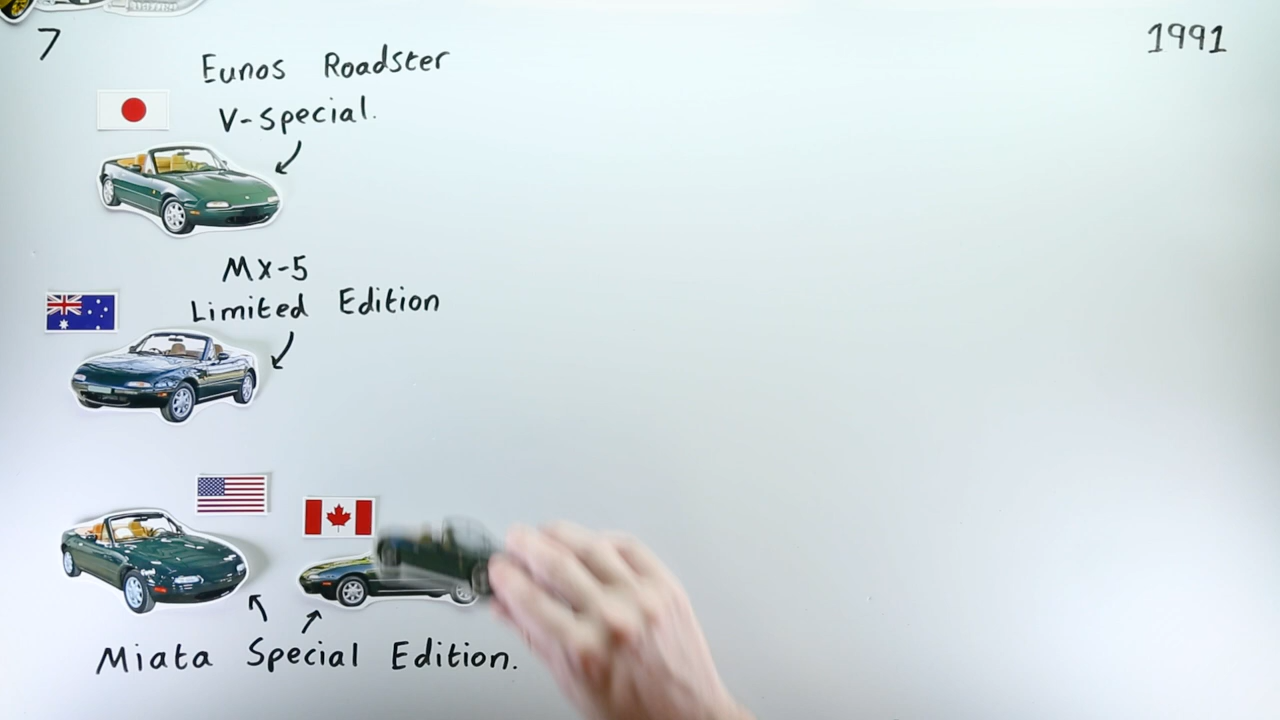 7
1991
Eunos Roadster
V-special.
MX-5
Limited Edition
Miata Special Edition.